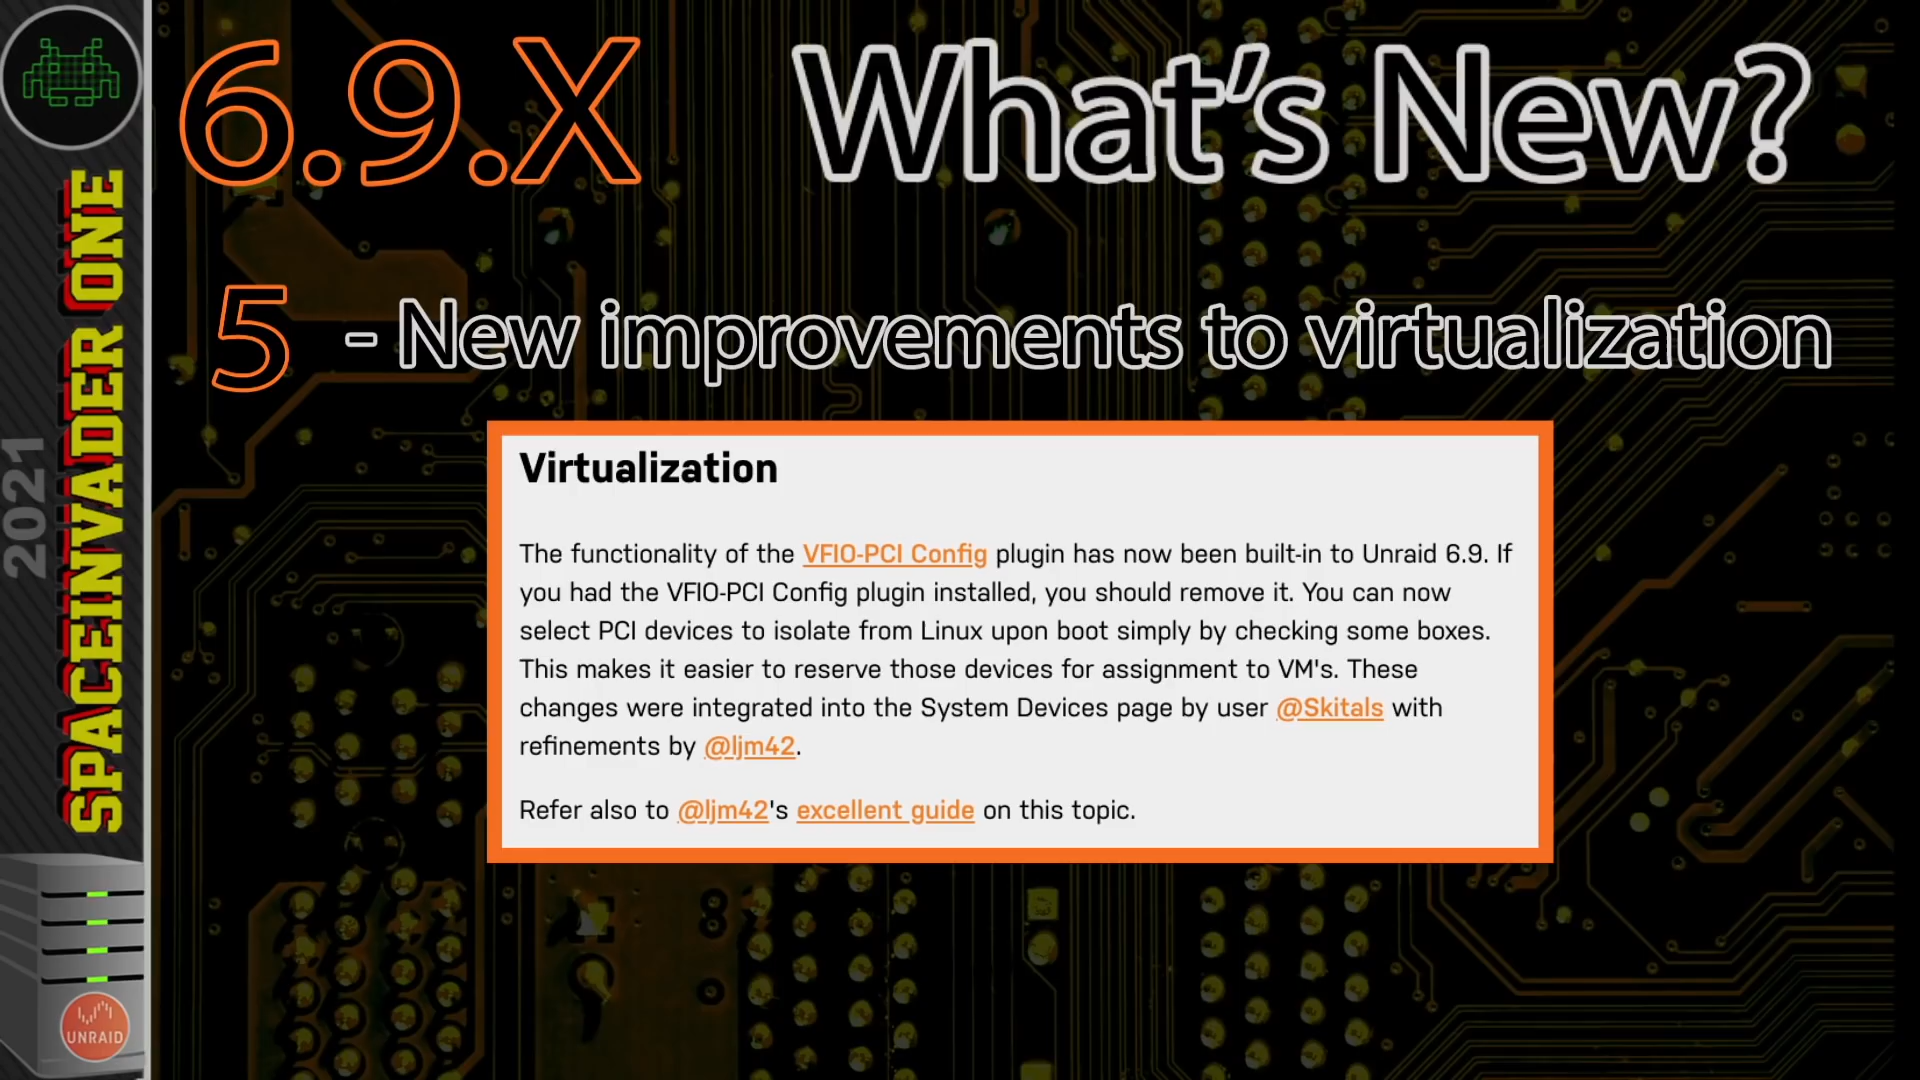 6.9.X What's New?
5 - New improvements to virtualization
Virtualization
The functionality of the VFIO-PCI Config plugin has now been built-in to Unraid 6.9. If
you had the VFIO-PCI Config plugin installed, you should remove it. You can now
select PCI devices to isolate from Linux upon boot simply by checking some boxes.
This makes it easier to reserve those devices for assignment to VM's. These
changes were integrated into the System Devices page by user @Skitals with
refinements by @ljm42.
Refer also to @ljm42's excellent guide on this topic.
2021
SPACEINVADER ONE
UNRAID